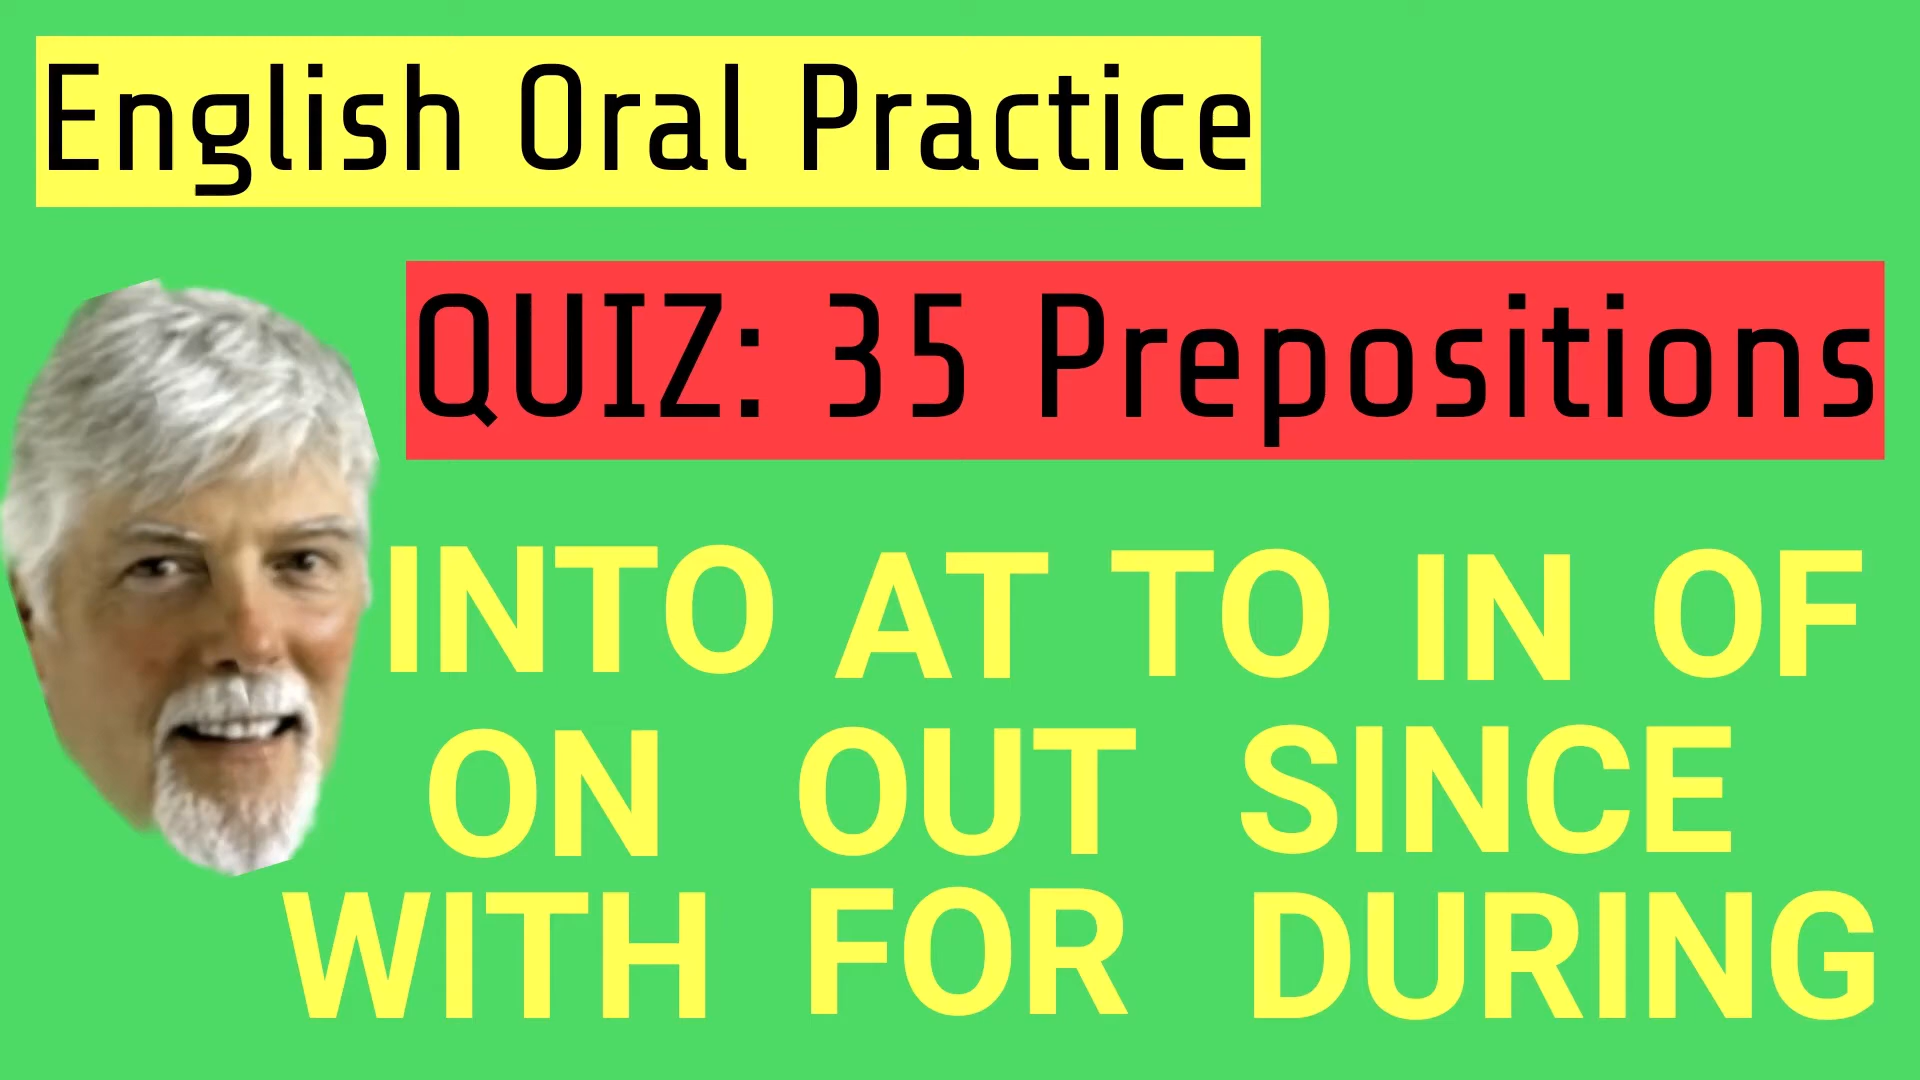 English Oral Practice
QUIZ: 35 Prepositions
INTO AT TO IN OF
ON OUT SINCE
WITH FOR DURING